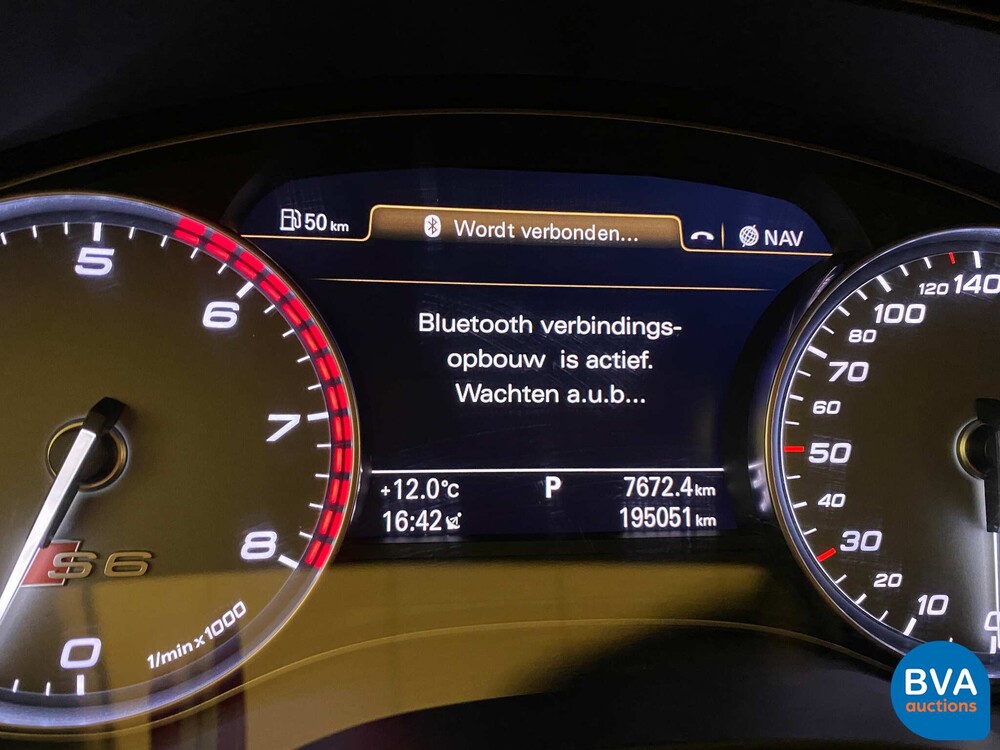 50 km
Wordt verbonden...
NAV
Bluetooth verbindings-
opbouw is actief.
Wachten a.u.b...
+12.0°C
P
7672.4 km
16:42
195051 km
5
6
7
8
0
1/min x 1000
S6
140
120
100
80
70
60
50
40
30
20
10
BVA
auctions